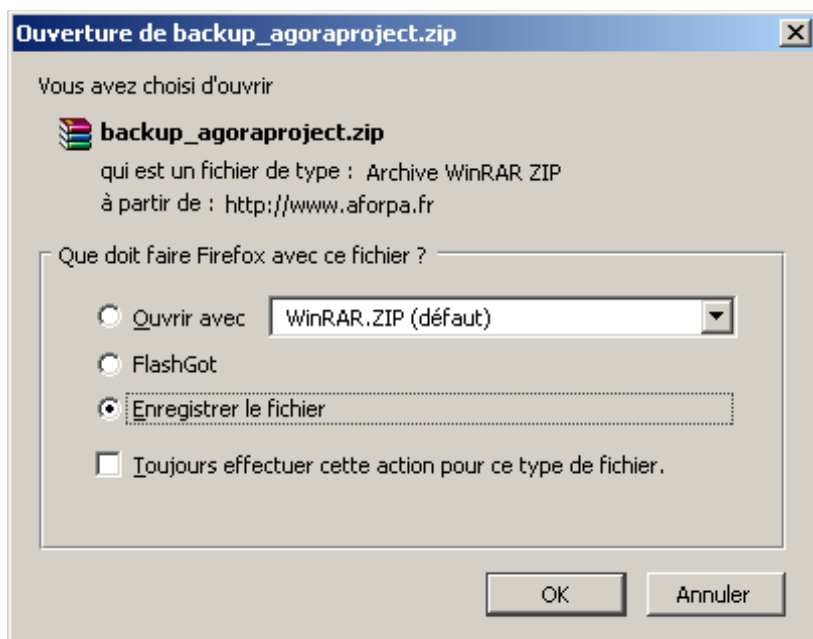 Ouverture de backup_agoraproject.zip
Vous avez choisi d'ouvrir
backup_agoraproject.zip
qui est un fichier de type : Archive WinRAR ZIP
à partir de : http://www.aforpa.fr
Que doit faire Firefox avec ce fichier ?
Ouvrir avec WinRAR.ZIP (défaut)
FlashGot
Enregistrer le fichier
Toujours effectuer cette action pour ce type de fichier.
OK Annuler